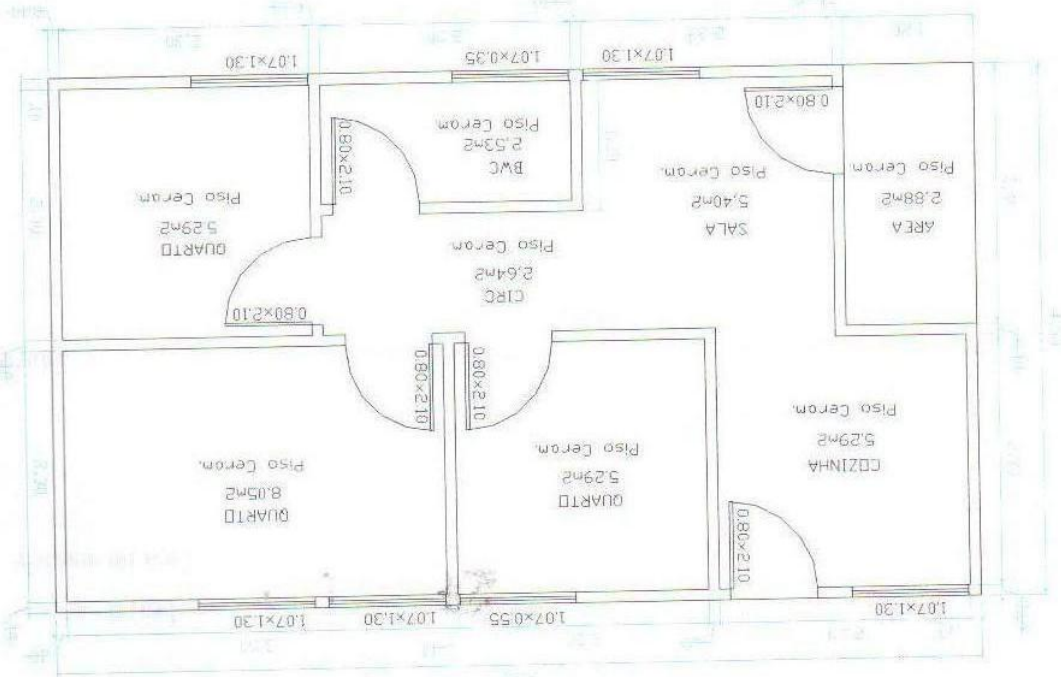 1.07x1.30
1.07x0.55
1.07x1.30
1.07x1.30
0.80x2.10
COZINHA
5.29m2
Piso Ceram.
QUARTO
5.29m2
Piso Ceram.
QUARTO
8.05m2
Piso Ceram.
0.80x2.10
0.80x2.10
0.80x2.10
CIRC
2.64m2
Piso Ceram
QUARTO
5.29m2
Piso Ceram.
AREA
2.88m2
Piso Ceram.
SALA
5,40m2
Piso Ceram
BWC
2.53m2
Piso Ceram
0.80x2.10
0.80x2.10
1.07x1.30
1.07x0.35
1.07x1.30
2.30